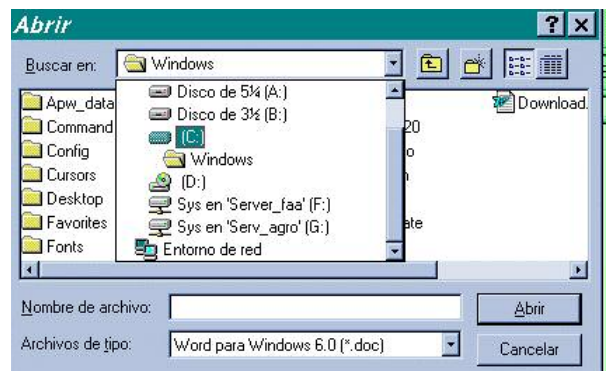 Abrir
Buscar en: Windows
Apw_data
Command
Config
Cursors
Desktop
Favorites
Fonts
Disco de 5¼ (A:)
Disco de 3½ (B:)
(C:)
Windows
(D:)
Sys en 'Server_faa' (F:)
Sys en 'Serv_agro' (G:)
Entorno de red
20
Download.
Nombre de archivo:
Abrir
Archivos de tipo: Word para Windows 6.0 (*.doc)
Cancelar